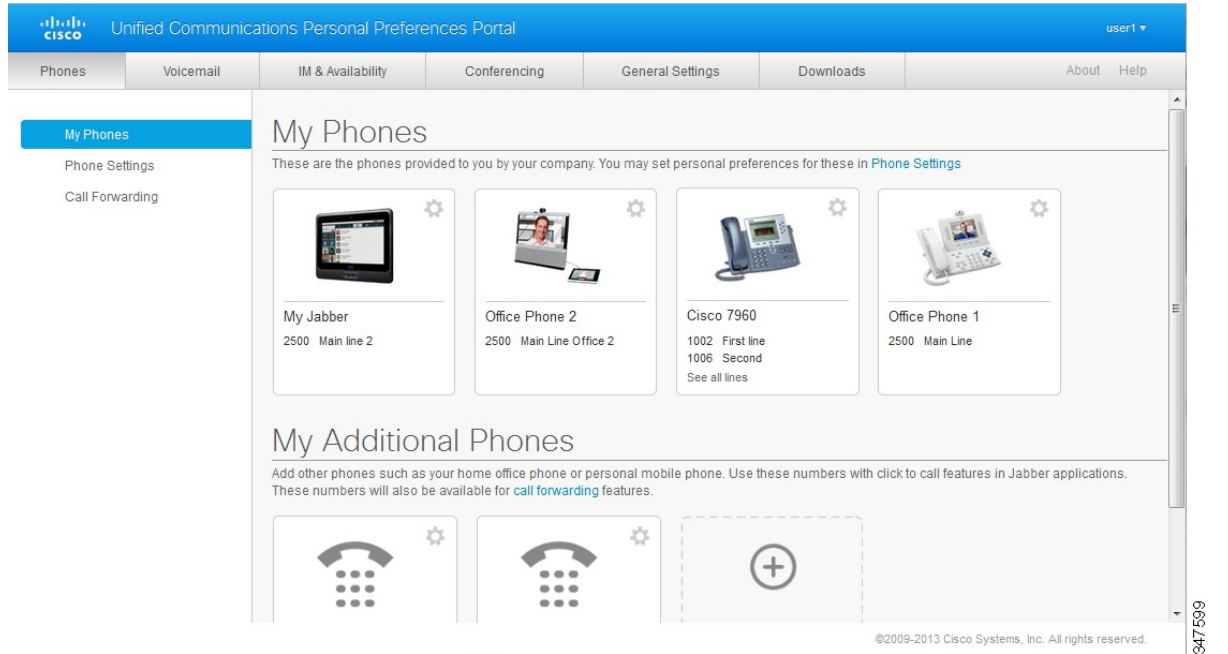 cisco
Unified Communications Personal Preferences Portal
user1
Phones
Voicemail
IM & Availability
Conferencing
General Settings
Downloads
About
Help
My Phones
Phone Settings
Call Forwarding
My Phones
These are the phones provided to you by your company. You may set personal preferences for these in Phone Settings
My Jabber
2500 Main line 2
Office Phone 2
2500 Main Line Office 2
Cisco 7960
1002 First line
1006 Second
See all lines
Office Phone 1
2500 Main Line
My Additional Phones
Add other phones such as your home office phone or personal mobile phone. Use these numbers with click to call features in Jabber applications.
These numbers will also be available for call forwarding features.
©2009-2013 Cisco Systems, Inc. All rights reserved.
347599